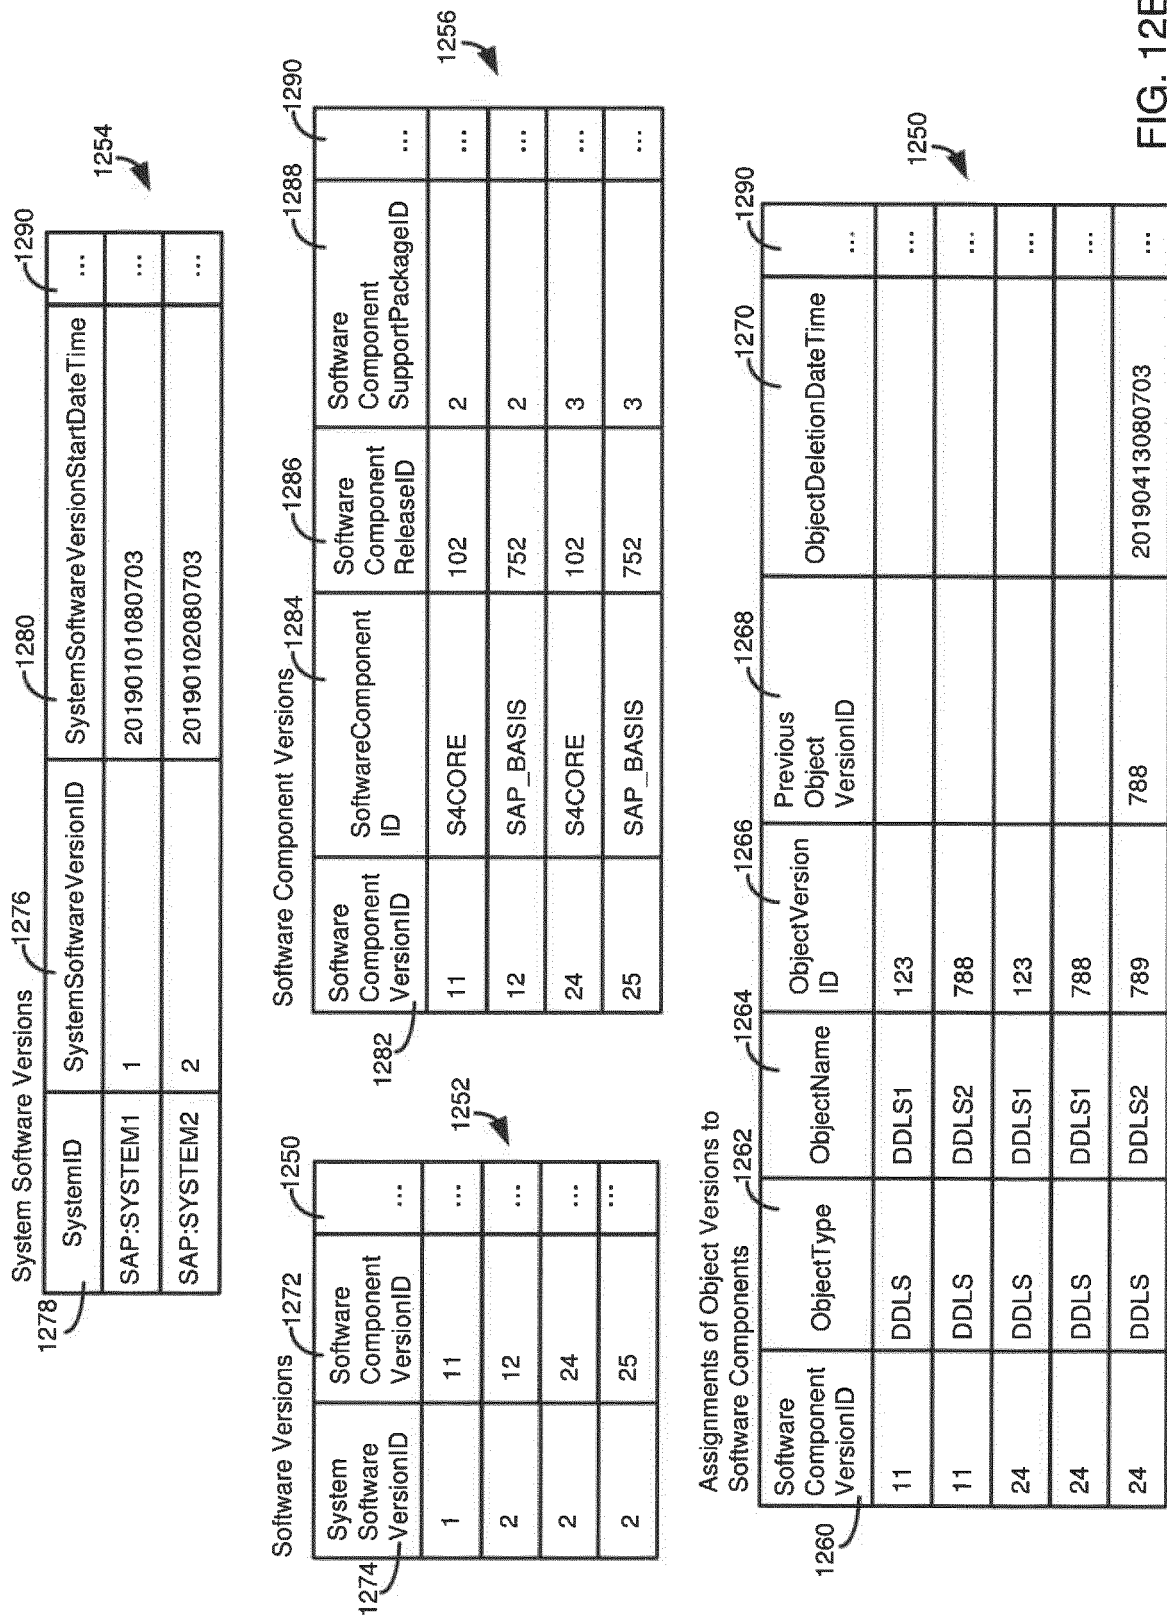 System Software Versions
1278
1276
1280
1290
1254
SystemID SystemSoftwareVersionID SystemSoftwareVersionStartDateTime ...
SAP:SYSTEM1 1 20190101080703 ...
SAP:SYSTEM2 2 20190102080703 ...
Software Versions
1274
1272
1250
1252
System
Software
VersionID
Software
Component
VersionID
...
1 11 ...
2 12 ...
2 24 ...
2 25 ...
Software Component Versions
1282
1284
1286
1288
1290
1256
Software
Component
VersionID
SoftwareComponent
ID
Software
Component
ReleaseID
Software
Component
SupportPackageID
...
11 S4CORE 102 2 ...
12 SAP_BASIS 752 2 ...
24 S4CORE 102 3 ...
25 SAP_BASIS 752 3 ...
Assignments of Object Versions to
Software Components
1260
1262
1264
1266
1268
1270
1290
1250
Software
Component
VersionID
ObjectType
ObjectName
ObjectVersion
ID
Previous
Object
VersionID
ObjectDeletionDateTime
...
11 DDLS DDLS1 123 ...
11 DDLS DDLS2 788 ...
24 DDLS DDLS1 123 ...
24 DDLS DDLS1 788 ...
24 DDLS DDLS2 789 788 20190413080703 ...
FIG. 12B